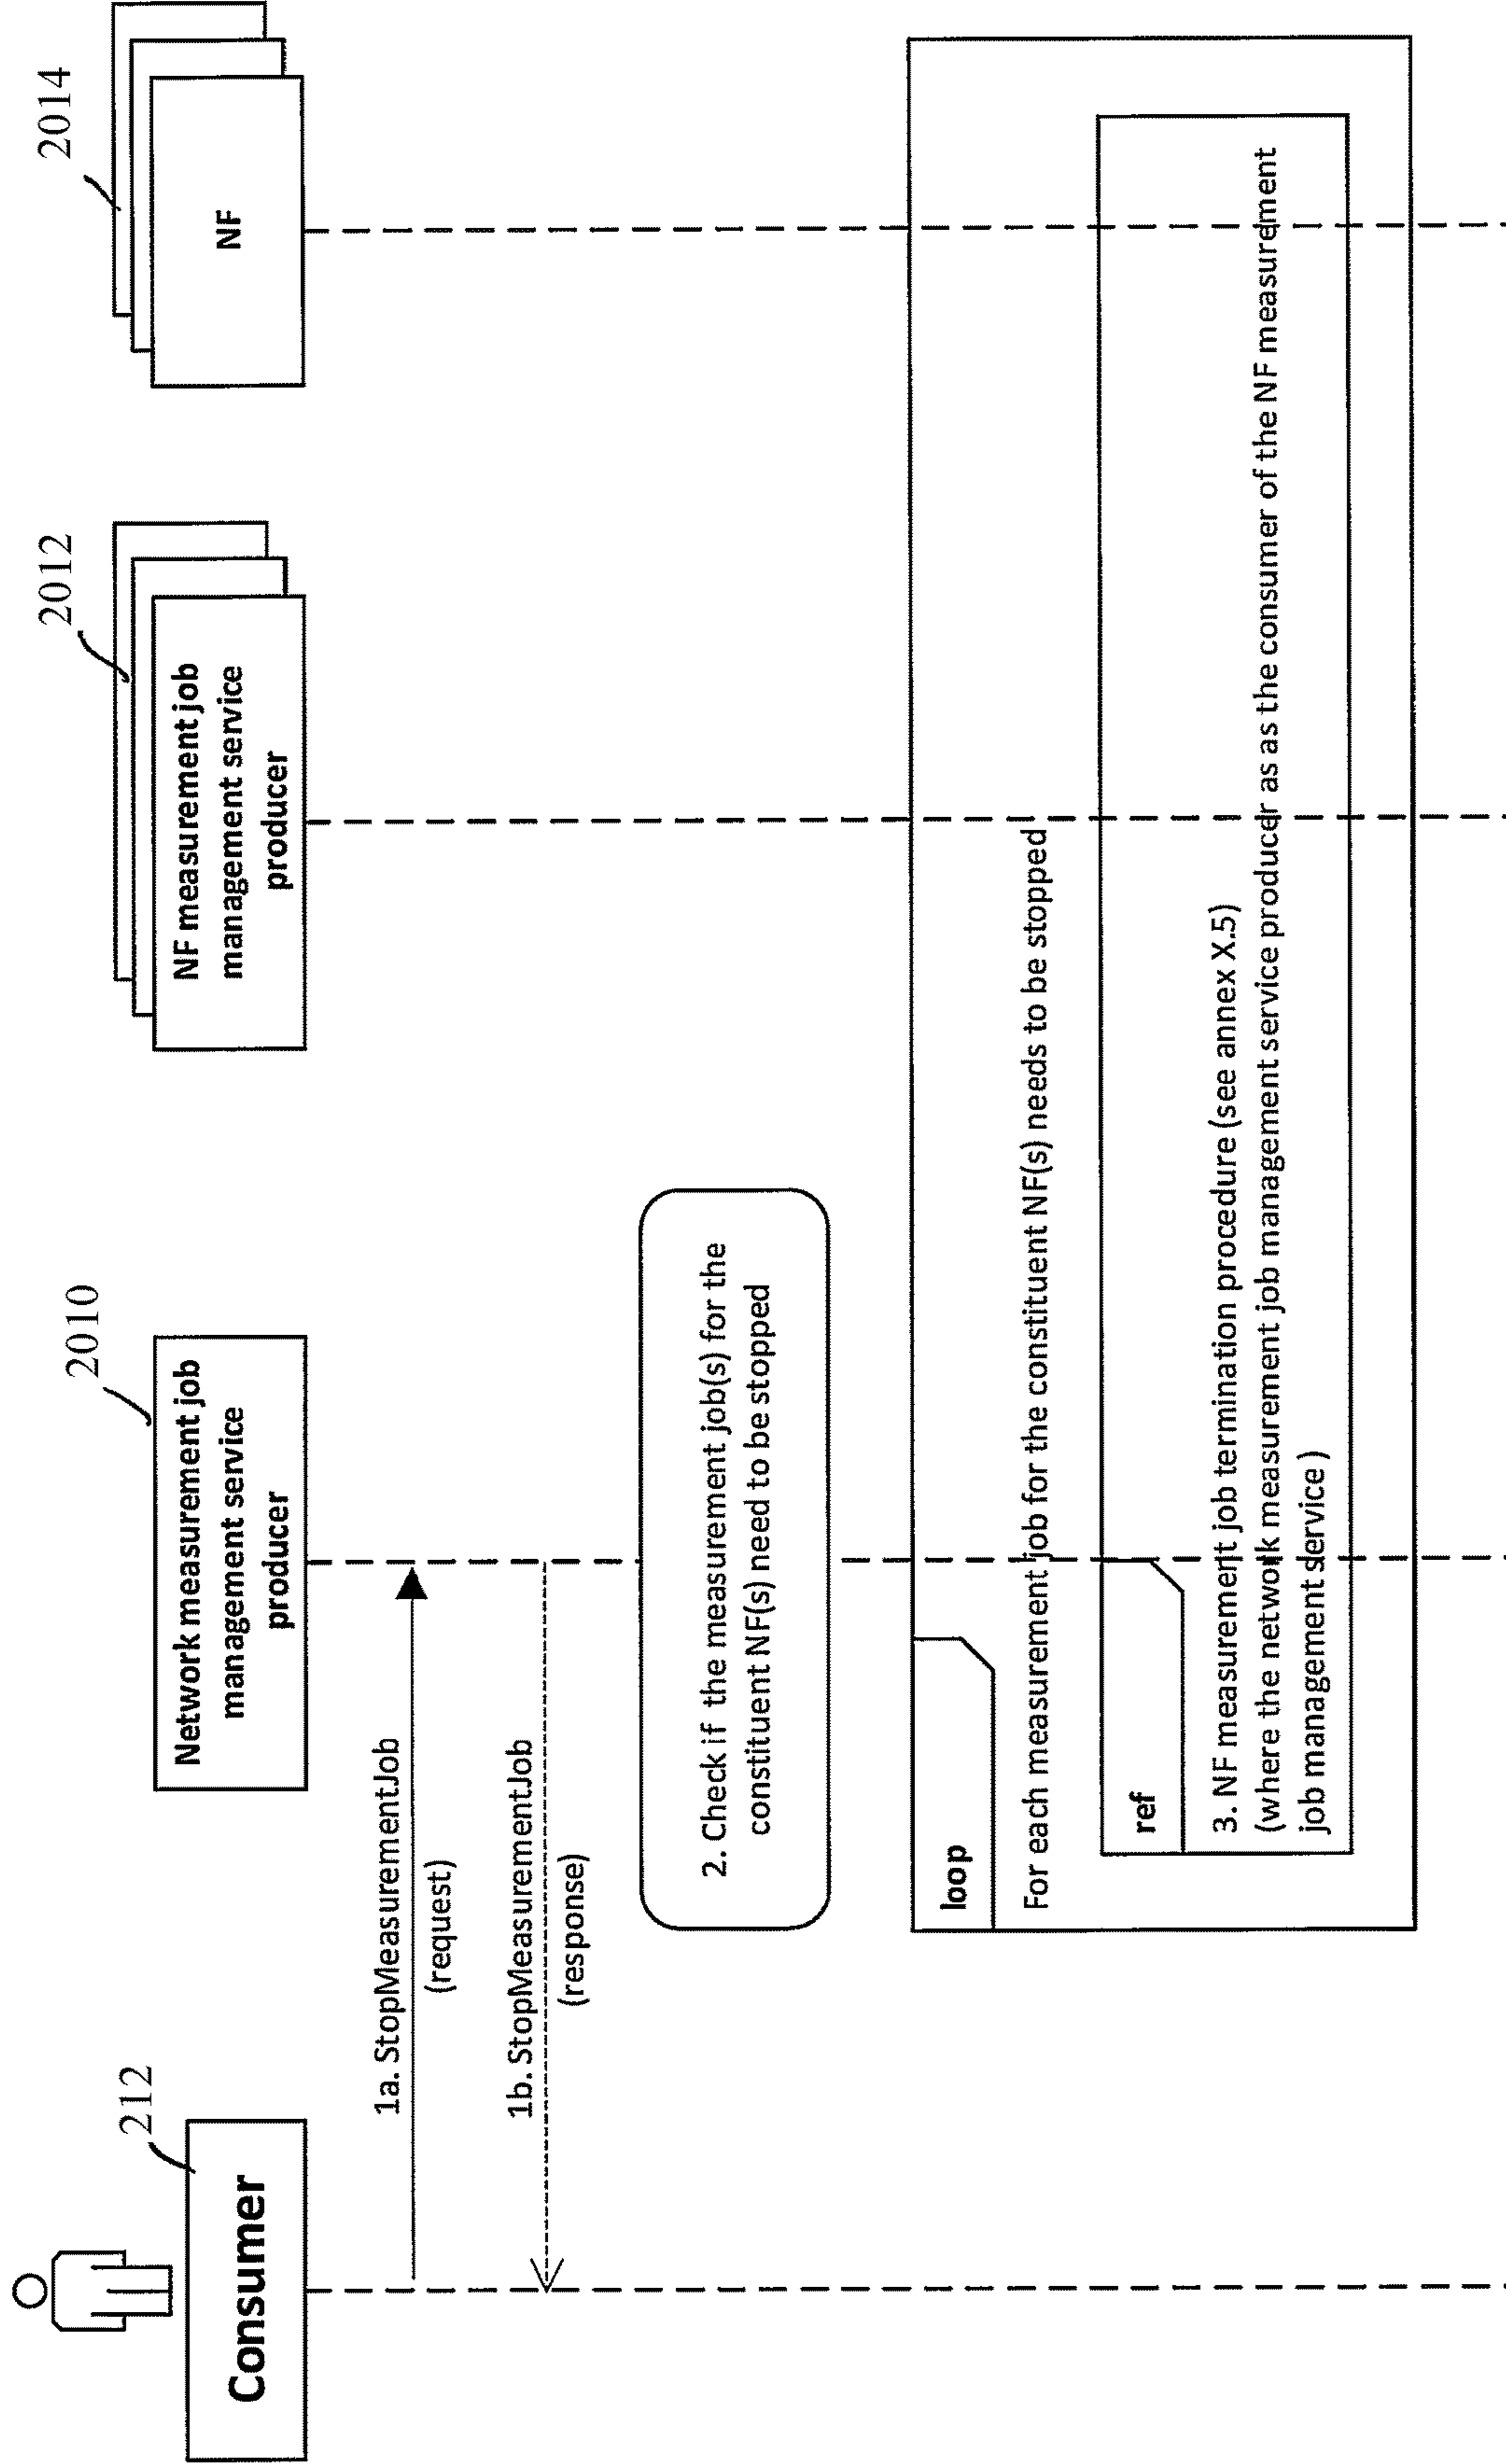 212
Consumer
2010
Network measurement job
management service
producer
2012
NF measurement job
management service
producer
2014
NF
1a. StopMeasurementJob
(request)
1b. StopMeasurementJob
(response)
2. Check if the measurement job(s) for the
constituent NF(s) need to be stopped
loop
For each measurement job for the constituent NF(s) needs to be stopped
ref
3. NF measurement job termination procedure (see annex X.5)
(where the network measurement job management service producer as as the consumer of the NF measurement
job management service )